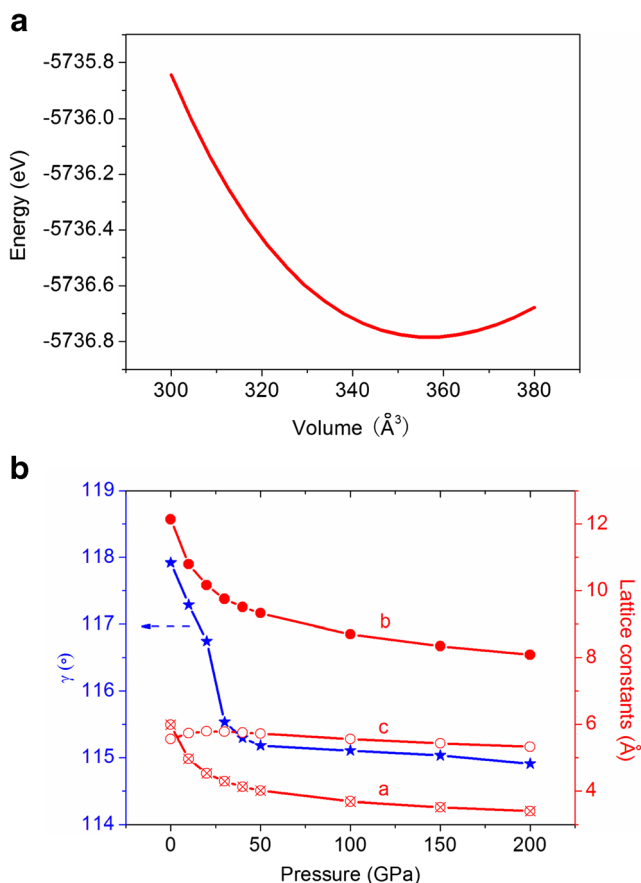 a
-5735.8
-5736.0
-5736.2
-5736.4
-5736.6
-5736.8
Energy (eV)
300 320 340 360 380
Volume (Å³)
b
119
118
117
116
115
114
γ (°)
12
10
8
6
4
Lattice constants (Å)
b
c
a
0 50 100 150 200
Pressure (GPa)